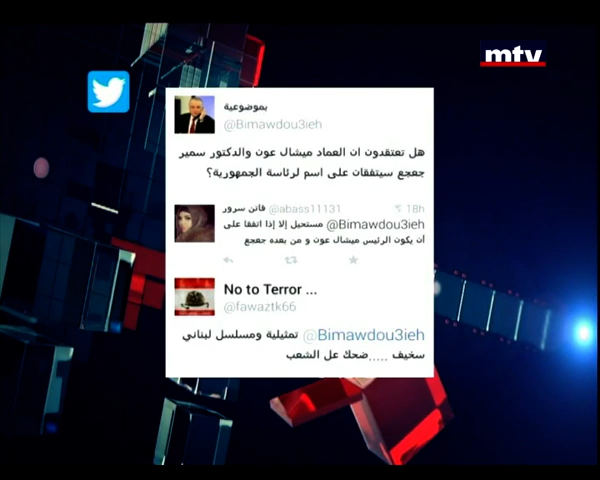 mtv
بموضوعية
@Bimawdou3ieh
هل تعتقدون ان العماد ميشال عون والدكتور سمير
جعجع سيتفقان على اسم لرئاسة الجمهورية؟
فاتن سرور @abass11131 18h
@Bimawdou3ieh مستحيل إلا إذا اتفقا على
أن يكون الرئيس ميشال عون و من بعده جعجع
No to Terror ...
@fawaztk66
@Bimawdou3ieh تمثيلية ومسلسل لبناني
سخيف .....ضحك عل الشعب